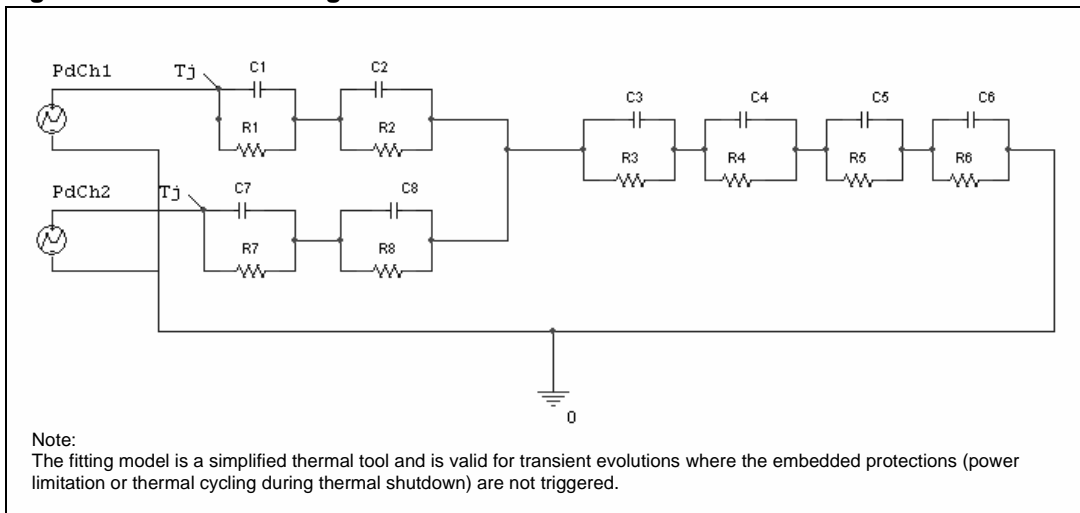 PdCh1
Tj
C1
C2
R1
R2
C3
C4
C5
C6
R3
R4
R5
R6
PdCh2
Tj
C7
C8
R7
R8
0
Note:
The fitting model is a simplified thermal tool and is valid for transient evolutions where the embedded protections (power
limitation or thermal cycling during thermal shutdown) are not triggered.